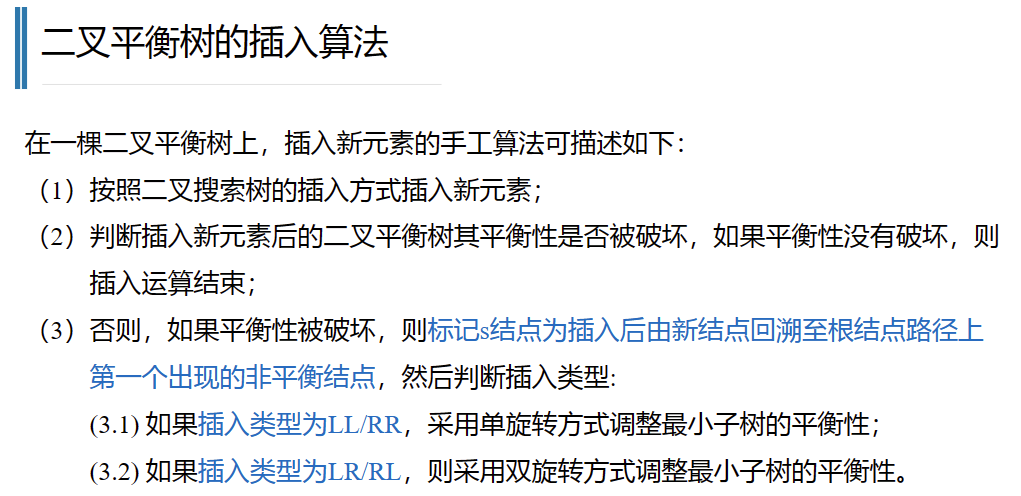 二叉平衡树的插入算法
在一棵二叉平衡树上，插入新元素的手工算法可描述如下：
（1）按照二叉搜索树的插入方式插入新元素；
（2）判断插入新元素后的二叉平衡树其平衡性是否被破坏，如果平衡性没有破坏，则
插入运算结束；
（3）否则，如果平衡性被破坏，则标记s结点为插入后由新结点回溯至根结点路径上
第一个出现的非平衡结点，然后判断插入类型:
(3.1) 如果插入类型为LL/RR，采用单旋转方式调整最小子树的平衡性；
(3.2) 如果插入类型为LR/RL，则采用双旋转方式调整最小子树的平衡性。